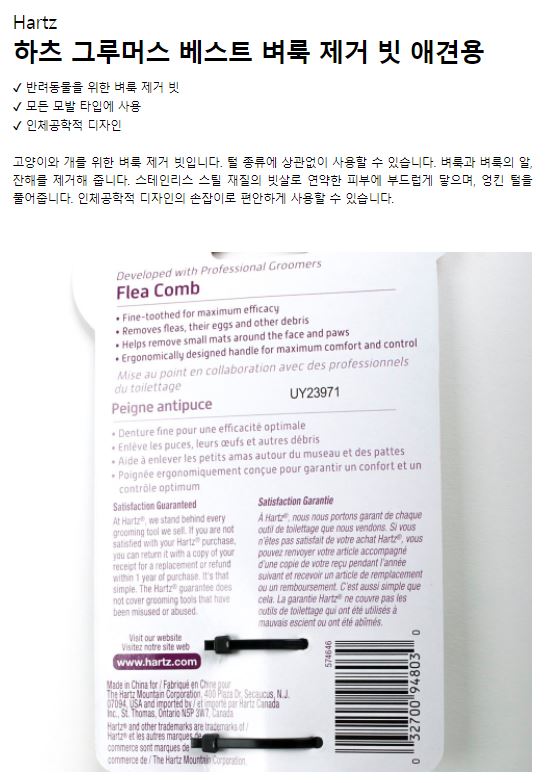 Hartz
하츠 그루머스 베스트 벼룩 제거 빗 애견용
✓ 반려동물을 위한 벼룩 제거 빗
✓ 모든 모발 타입에 사용
✓ 인체공학적 디자인
고양이와 개를 위한 벼룩 제거 빗입니다. 털 종류에 상관없이 사용할 수 있습니다. 벼룩과 벼룩의 알,
잔해를 제거해 줍니다. 스테인리스 스틸 재질의 빗살로 연약한 피부에 부드럽게 닿으며, 엉킨 털을
풀어줍니다. 인체공학적 디자인의 손잡이로 편안하게 사용할 수 있습니다.
Developed with Professional Groomers
Flea Comb
• Fine-toothed for maximum efficacy
• Removes fleas, their eggs and other debris
• Helps remove small mats around the face and paws
• Ergonomically designed handle for maximum comfort and control
Mise au point en collaboration avec des professionnels
du toilettage
UY23971
Peigne antipuce
• Denture fine pour une efficacité optimale
• Enlève les puces, leurs œufs et autres débris
• Aide à enlever les petits amas autour du museau et des pattes
• Poignée ergonomiquement conçue pour garantir un confort et un
contrôle optimum
Satisfaction Guaranteed
At Hartz®, we stand behind every
grooming tool we sell. If you are not
satisfied with your Hartz® purchase,
you can return it with a copy of your
receipt for a replacement or refund
within 1 year of purchase. It's that
simple. The Hartz® guarantee does
not cover grooming tools that have
been misused or abused.
Satisfaction Garantie
À Hartz®, nous nous portons garant de chaque
outil de toilettage que nous vendons. Si vous
n'êtes pas satisfait de votre achat Hartz®, vous
pouvez renvoyer votre article accompagné
d'une copie de votre reçu pendant l'année
suivant et recevoir un article de remplacement
ou un remboursement. C'est aussi simple que
cela. La garantie Hartz® ne couvre pas les
outils de toilettage qui ont été utilisés à
mauvais escient ou ont été abîmés.
Visit our website
Visitez notre site web
www.hartz.com
574646
0 32700 94803 0
Made in China for / Fabriqué en Chine pour
The Hartz Mountain Corporation, 400 Plaza Dr, Secaucus, N.J.
07094, USA and imported by / et importé par Hartz Canada
Inc., St. Thomas, Ontario N5P 3W7, Canada
Hartz® and other trademarks are trademarks of /
Hartz® et les autres marques de
commerce sont marques de
commerce de / The Hartz Mountain Corporation.